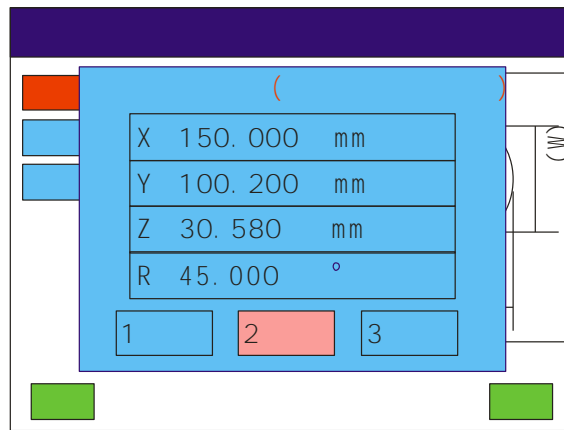 ( )
X 150.000 mm
(W)
Y 100.200 mm
Z 30.580 mm
R 45.000 °
1 2 3